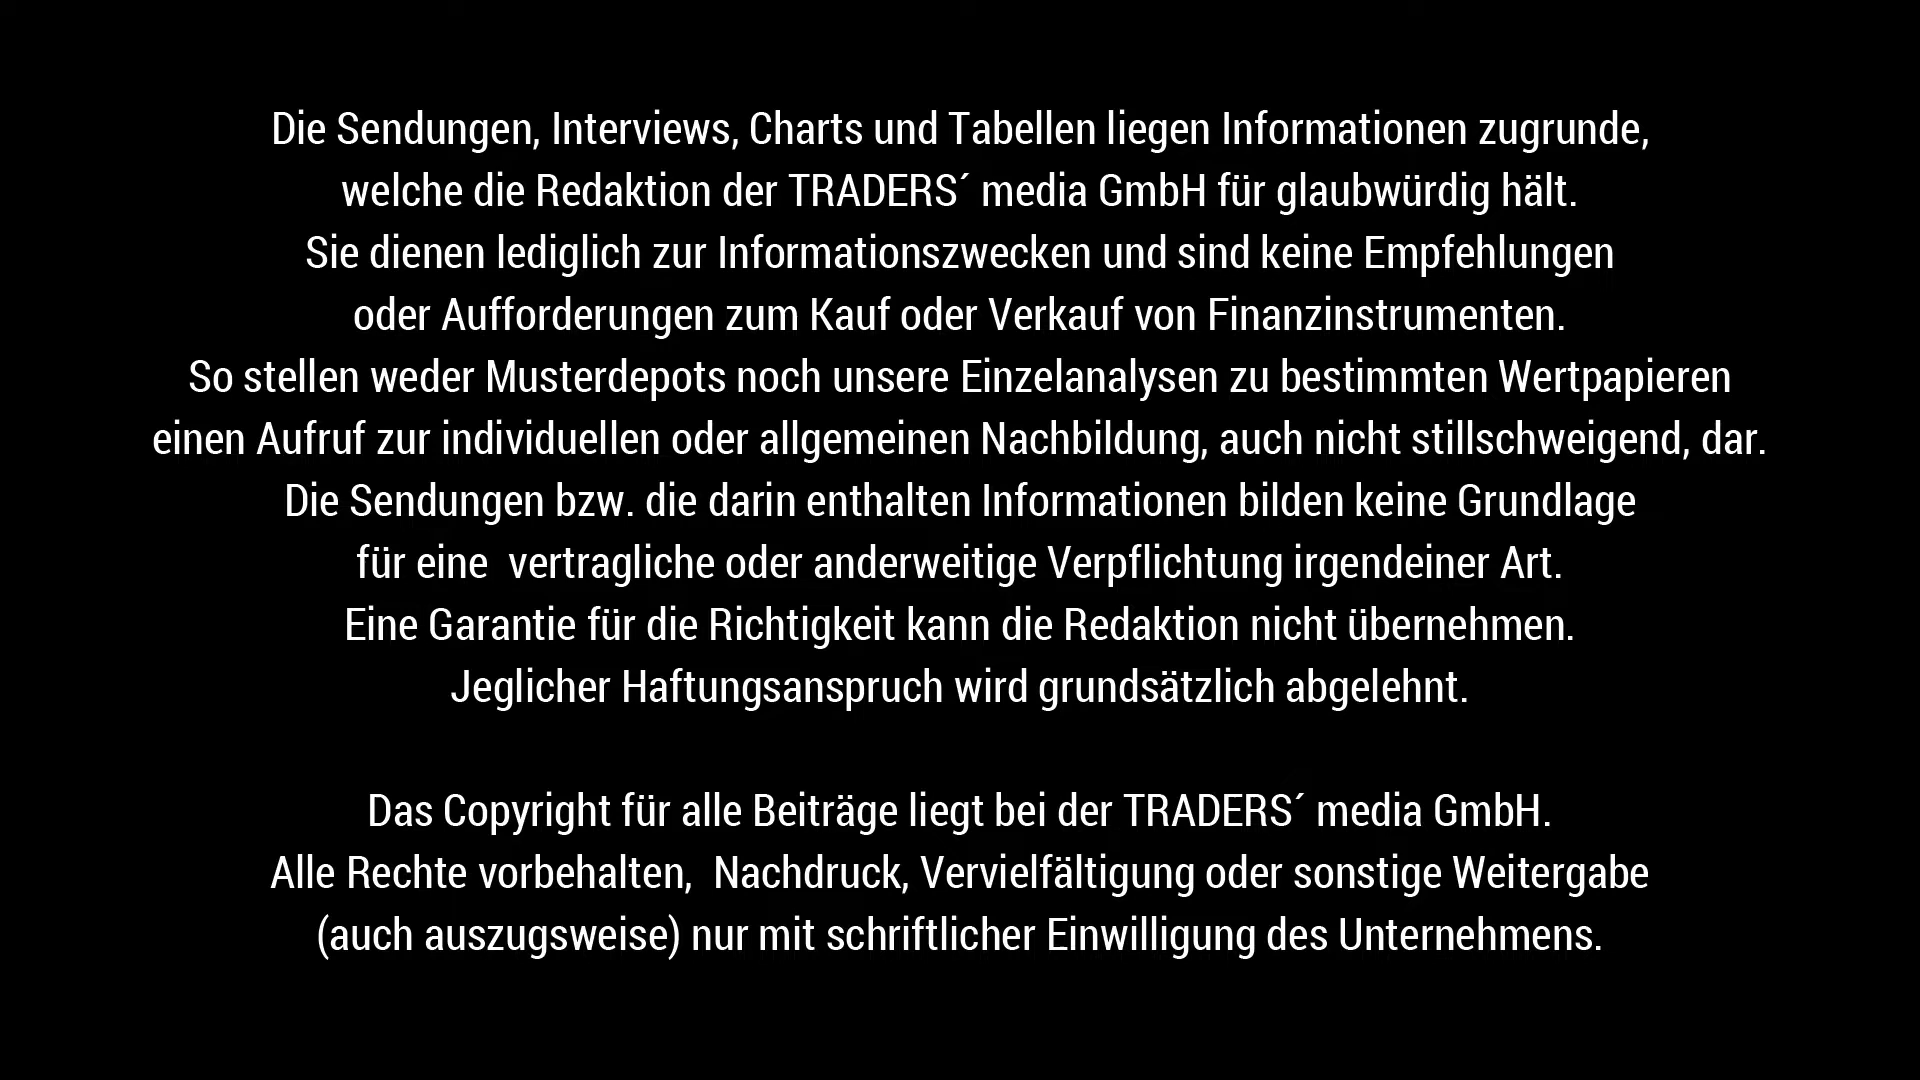 Die Sendungen, Interviews, Charts und Tabellen liegen Informationen zugrunde,
welche die Redaktion der TRADERS´ media GmbH für glaubwürdig hält.
Sie dienen lediglich zur Informationszwecken und sind keine Empfehlungen
oder Aufforderungen zum Kauf oder Verkauf von Finanzinstrumenten.
So stellen weder Musterdepots noch unsere Einzelanalysen zu bestimmten Wertpapieren
einen Aufruf zur individuellen oder allgemeinen Nachbildung, auch nicht stillschweigend, dar.
Die Sendungen bzw. die darin enthalten Informationen bilden keine Grundlage
für eine  vertragliche oder anderweitige Verpflichtung irgendeiner Art.
Eine Garantie für die Richtigkeit kann die Redaktion nicht übernehmen.
Jeglicher Haftungsanspruch wird grundsätzlich abgelehnt.
Das Copyright für alle Beiträge liegt bei der TRADERS´ media GmbH.
Alle Rechte vorbehalten,  Nachdruck, Vervielfältigung oder sonstige Weitergabe
(auch auszugsweise) nur mit schriftlicher Einwilligung des Unternehmens.